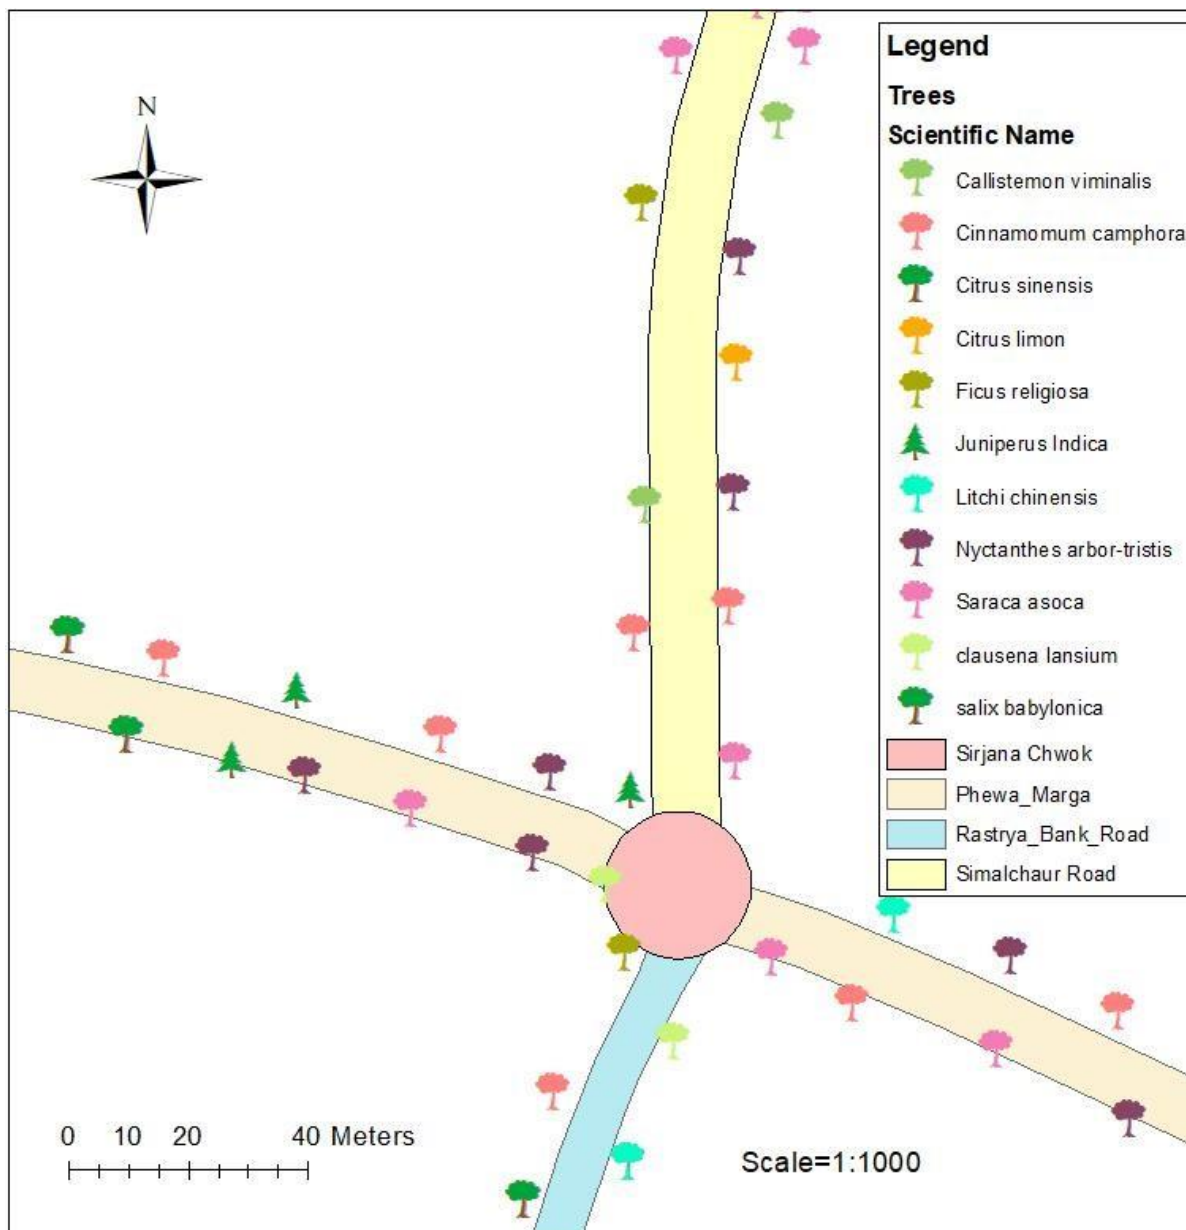 N
Legend
Trees
Scientific Name
Callistemon viminalis
Cinnamomum camphora
Citrus sinensis
Citrus limon
Ficus religiosa
Juniperus Indica
Litchi chinensis
Nyctanthes arbor-tristis
Saraca asoca
clausena lansium
salix babylonica
Sirjana Chwok
Phewa_Marga
Rastrya_Bank_Road
Simalchaur Road
0 10 20 40 Meters
Scale=1:1000